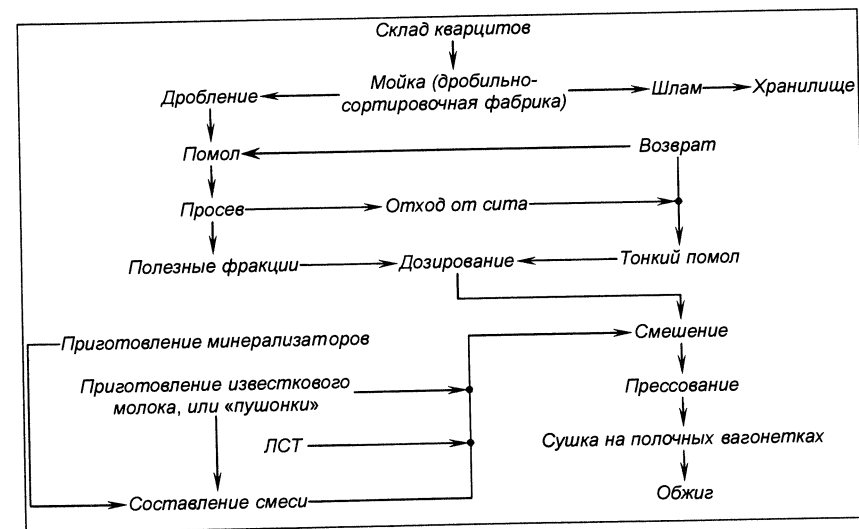 Склад кварцитов
Мойка (дробильно-
сортировочная фабрика)
Дробление
Шлам
Хранилище
Помол
Возврат
Просев
Отход от сита
Полезные фракции
Дозирование
Тонкий помол
Приготовление минерализаторов
Смешение
Приготовление известкового
молока, или «пушонки»
Прессование
ЛСТ
Сушка на полочных вагонетках
Составление смеси
Обжиг